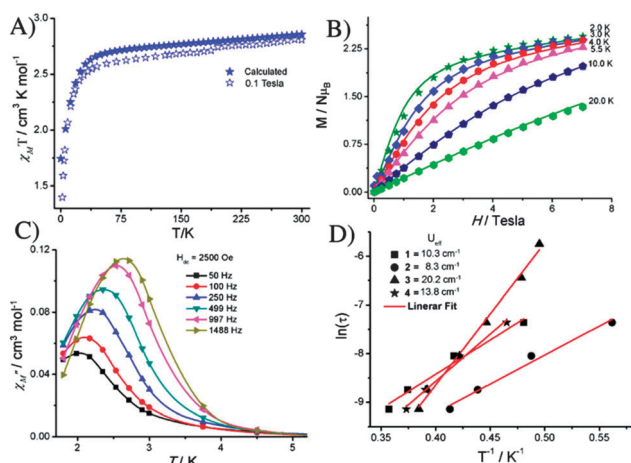 A)
χMT / cm³ K mol⁻¹
3.0
2.5
2.0
1.5
Calculated
0.1 Tesla
0 75 150 225 300
T/K
B)
M / NμB
2.25
1.50
0.75
0.00
2.0 K
3.0 K
4.0 K
5.5 K
10.0 K
20.0 K
0 2 4 6 8
H/ Tesla
C)
χM" / cm³ mol⁻¹
0.12
0.08
0.04
0.00
Hdc = 2500 Oe
50 Hz
100 Hz
250 Hz
499 Hz
997 Hz
1488 Hz
2 3 4 5
T / K
D)
ln(τ)
-6
-7
-8
-9
Ueff
1 = 10.3 cm⁻¹
2 = 8.3 cm⁻¹
3 = 20.2 cm⁻¹
4 = 13.8 cm⁻¹
Linerar Fit
0.35 0.40 0.45 0.50 0.55
T⁻¹ / K⁻¹